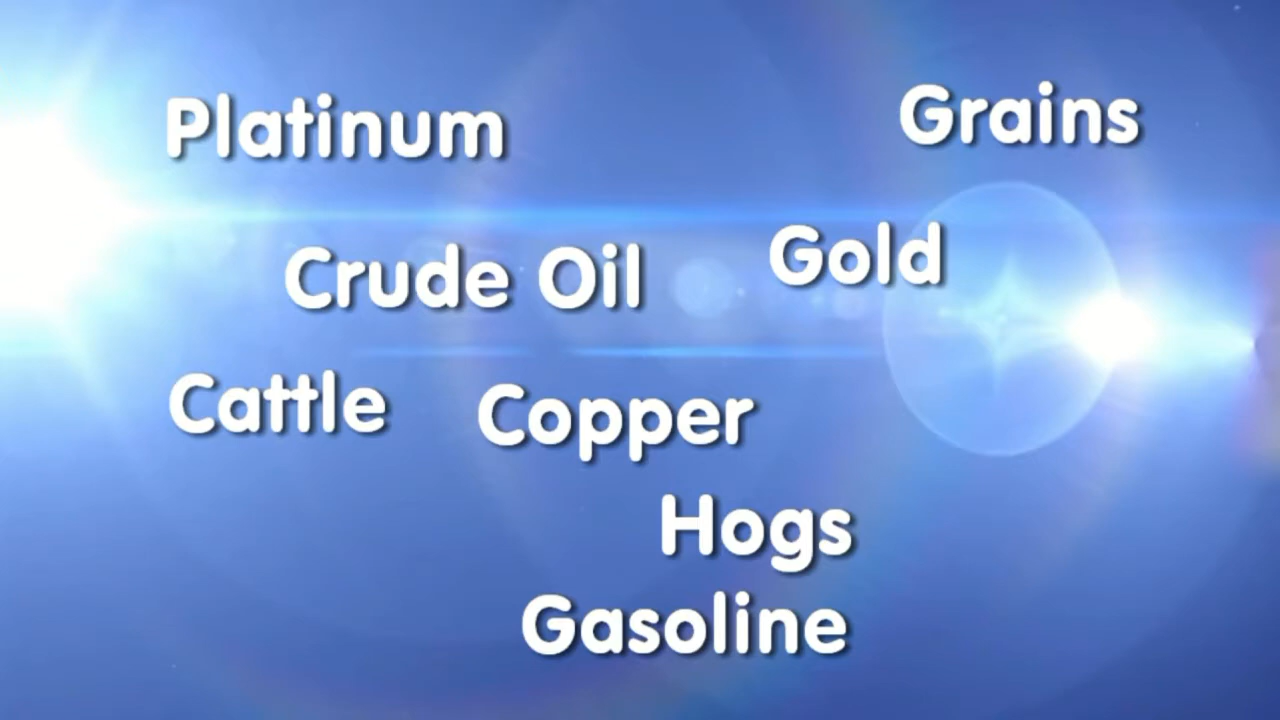 Platinum
Grains
Crude Oil
Gold
Cattle
Copper
Hogs
Gasoline